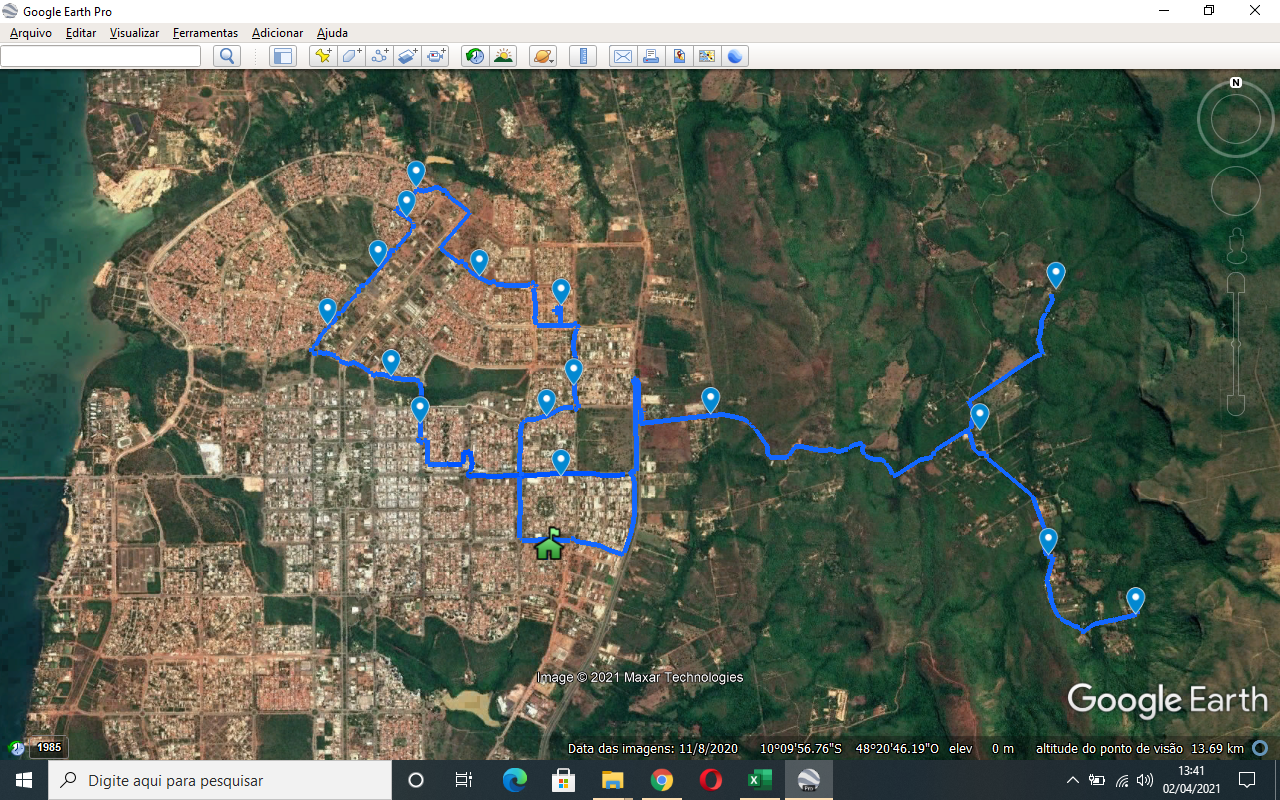 Google Earth Pro
Arquivo Editar Visualizar Ferramentas Adicionar Ajuda
N
Image © 2021 Maxar Technologies
Google Earth
1985
Data das imagens: 11/8/2020 10°09'56.76"S 48°20'46.19"O elev 0 m altitude do ponto de visão 13.69 km
Digite aqui para pesquisar
Pro
13:41
02/04/2021